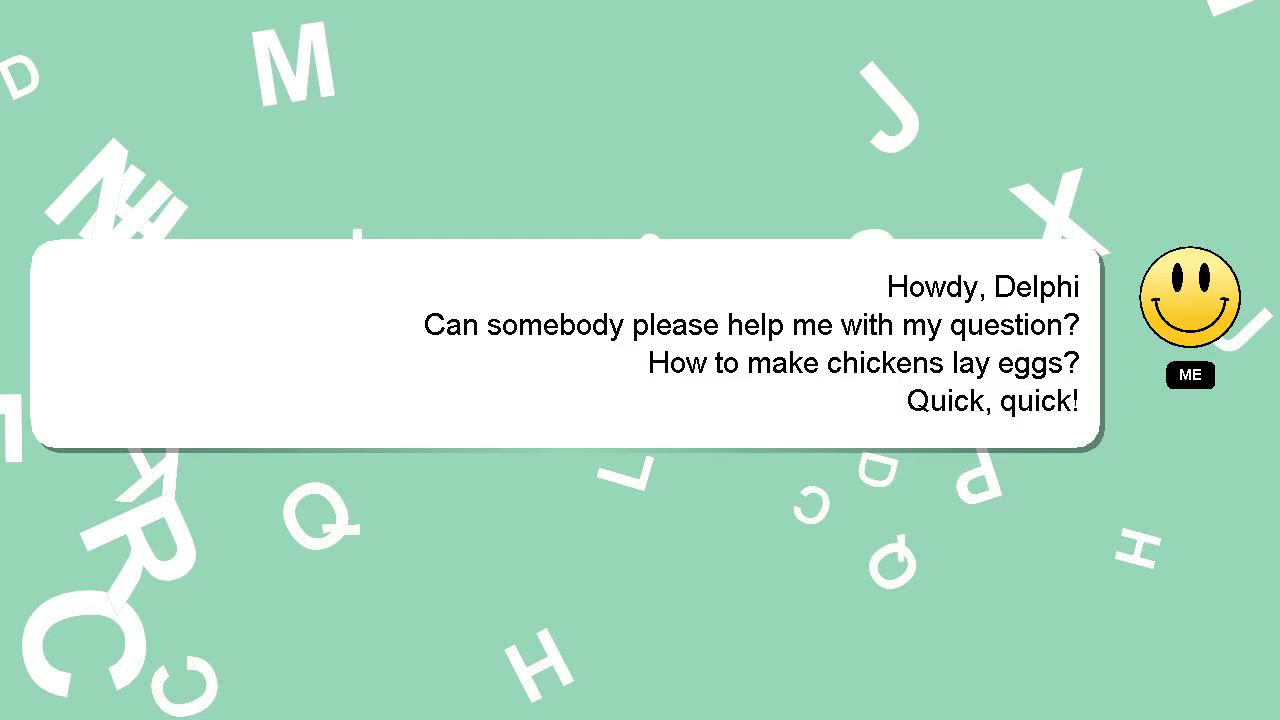 Howdy, Delphi
Can somebody please help me with my question?
How to make chickens lay eggs?
Quick, quick!
ME